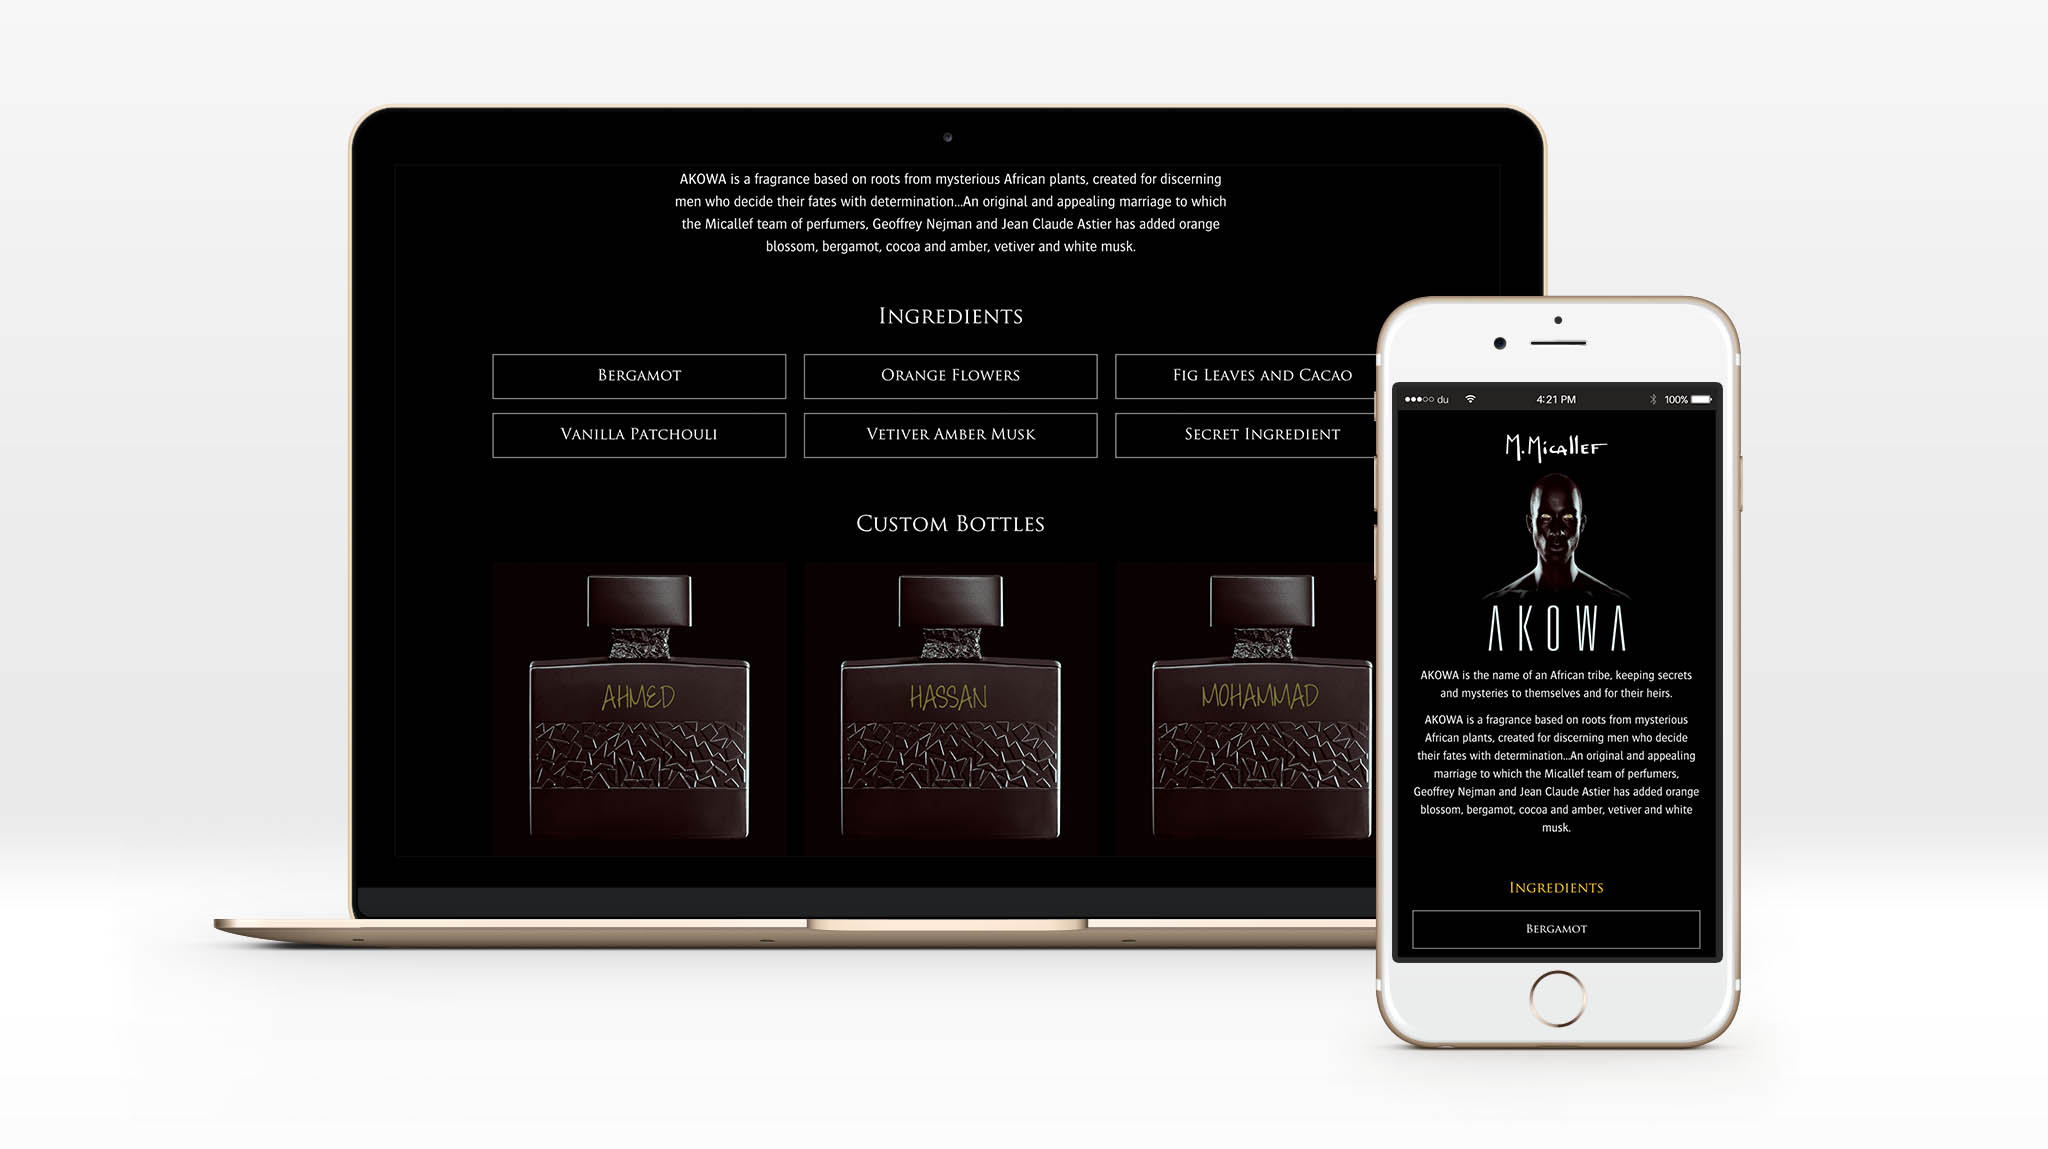 AKOWA is a fragrance based on roots from mysterious African plants, created for discerning
men who decide their fates with determination...An original and appealing marriage to which
the Micallef team of perfumers, Geoffrey Nejman and Jean Claude Astier has added orange
blossom, bergamot, cocoa and amber, vetiver and white musk.
Ingredients
Bergamot
Orange Flowers
Fig Leaves and Cacao
Vanilla Patchouli
Vetiver Amber Musk
Secret Ingredient
Custom Bottles
AHMED
HASSAN
MOHAMMAD
du
4:21 PM
100%
M.Micallef
AKOWA
AKOWA is the name of an African tribe, keeping secrets
and mysteries to themselves and for their heirs.
AKOWA is a fragrance based on roots from mysterious
African plants, created for discerning men who decide
their fates with determination...An original and appealing
marriage to which the Micallef team of perfumers,
Geoffrey Nejman and Jean Claude Astier has added orange
blossom, bergamot, cocoa and amber, vetiver and white
musk.
Ingredients
Bergamot